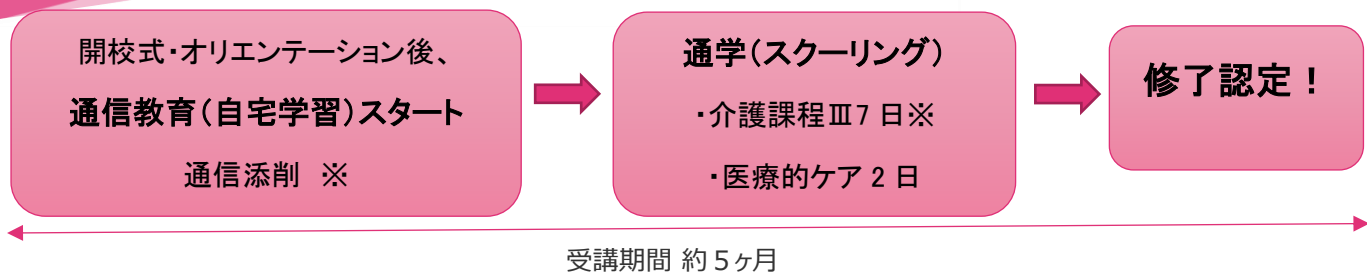 開校式・オリエンテーション後、
通信教育（自宅学習）スタート
通信添削 ※
通学（スクーリング）
・介護課程Ⅲ7 日※
・医療的ケア 2 日
修了認定！
受講期間 約 5 ヶ月